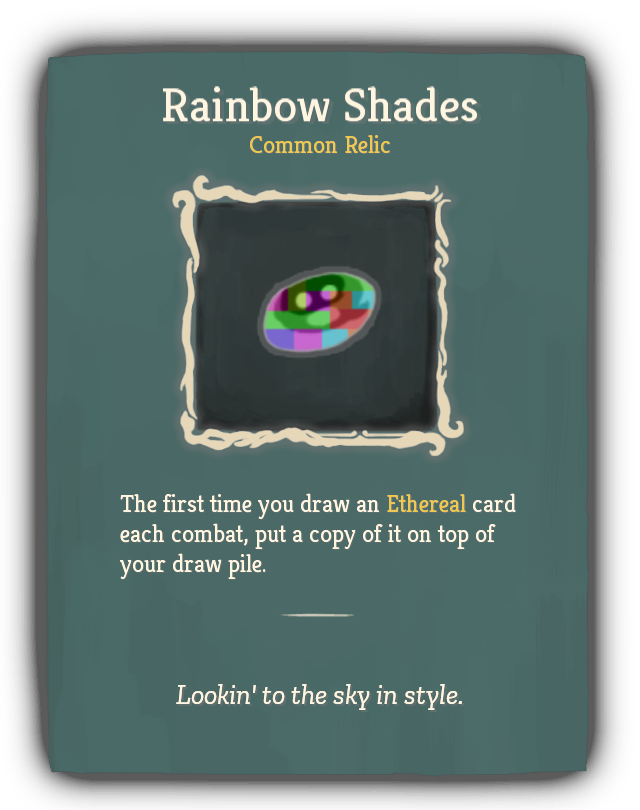 Rainbow Shades
Common Relic
The first time you draw an Ethereal card
each combat, put a copy of it on top of
your draw pile.
Lookin' to the sky in style.